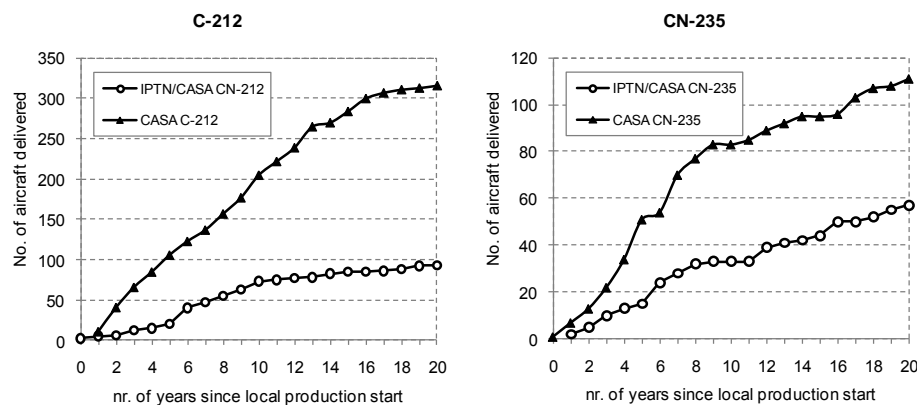 C-212
No. of aircraft delivered
350
300
250
200
150
100
50
0
IPTN/CASA CN-212
CASA C-212
0 2 4 6 8 10 12 14 16 18 20
nr. of years since local production start
CN-235
No. of aircraft delivered
120
100
80
60
40
20
0
IPTN/CASA CN-235
CASA CN-235
0 2 4 6 8 10 12 14 16 18 20
nr. of years since local production start